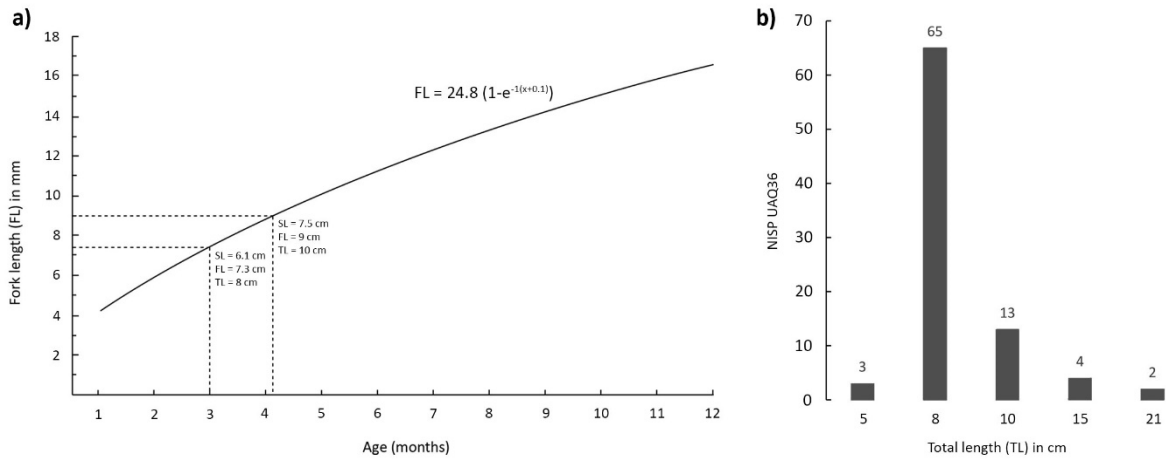 a)
18
16
14
12
10
8
6
4
2
Fork length (FL) in mm
FL = 24.8 (1-e^-1(x+0.1))
SL = 7.5 cm
FL = 9 cm
TL = 10 cm
SL = 6.1 cm
FL = 7.3 cm
TL = 8 cm
1 2 3 4 5 6 7 8 9 10 11 12
Age (months)
b)
70
60
50
40
30
20
10
0
NISP UAQ36
3
65
13
4
2
5 8 10 15 21
Total length (TL) in cm